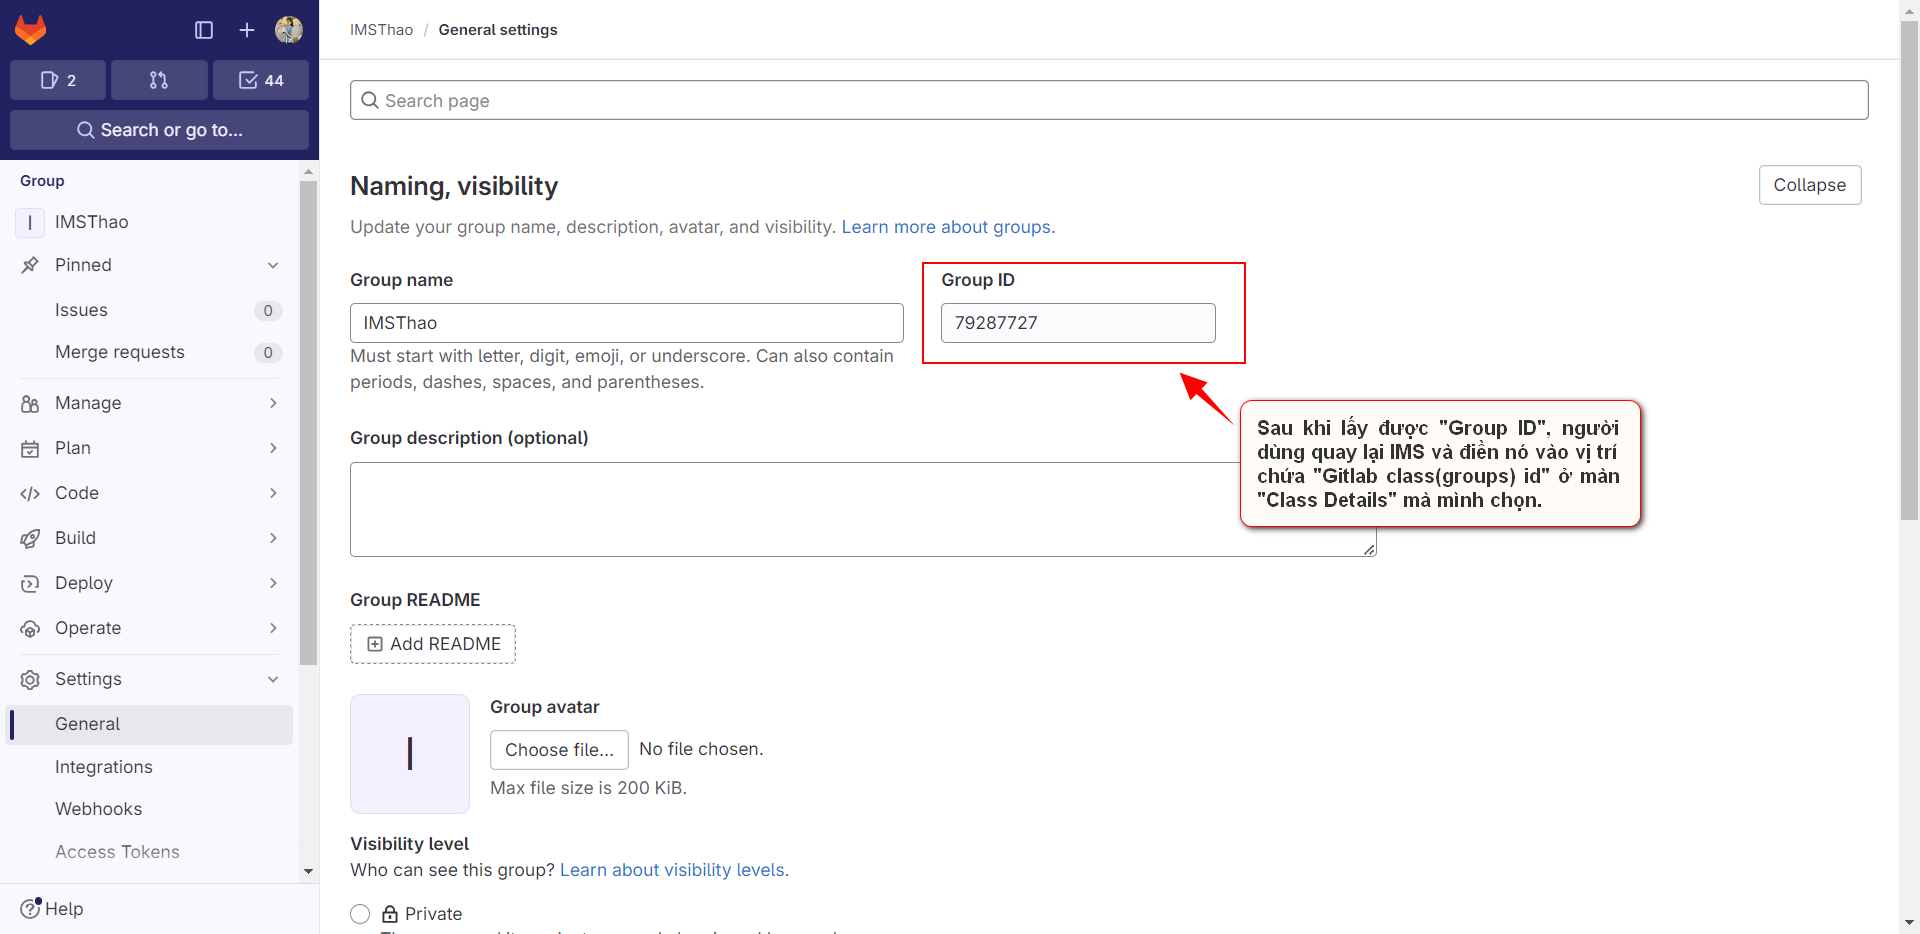 IMSThao / General settings
2
44
Search or go to...
Search page
Group
IMSThao
Pinned
Issues 0
Merge requests 0
Manage
Plan
Code
Build
Deploy
Operate
Settings
General
Integrations
Webhooks
Access Tokens
Help
Naming, visibility
Collapse
Update your group name, description, avatar, and visibility. Learn more about groups.
Group name
IMSThao
Must start with letter, digit, emoji, or underscore. Can also contain
periods, dashes, spaces, and parentheses.
Group ID
79287727
Sau khi lấy được "Group ID", người
dùng quay lại IMS và điền nó vào vị trí
chứa "Gitlab class(groups) id" ở màn
"Class Details" mà mình chọn.
Group description (optional)
Group README
Add README
I
Group avatar
Choose file...
No file chosen.
Max file size is 200 KiB.
Visibility level
Who can see this group? Learn about visibility levels.
Private